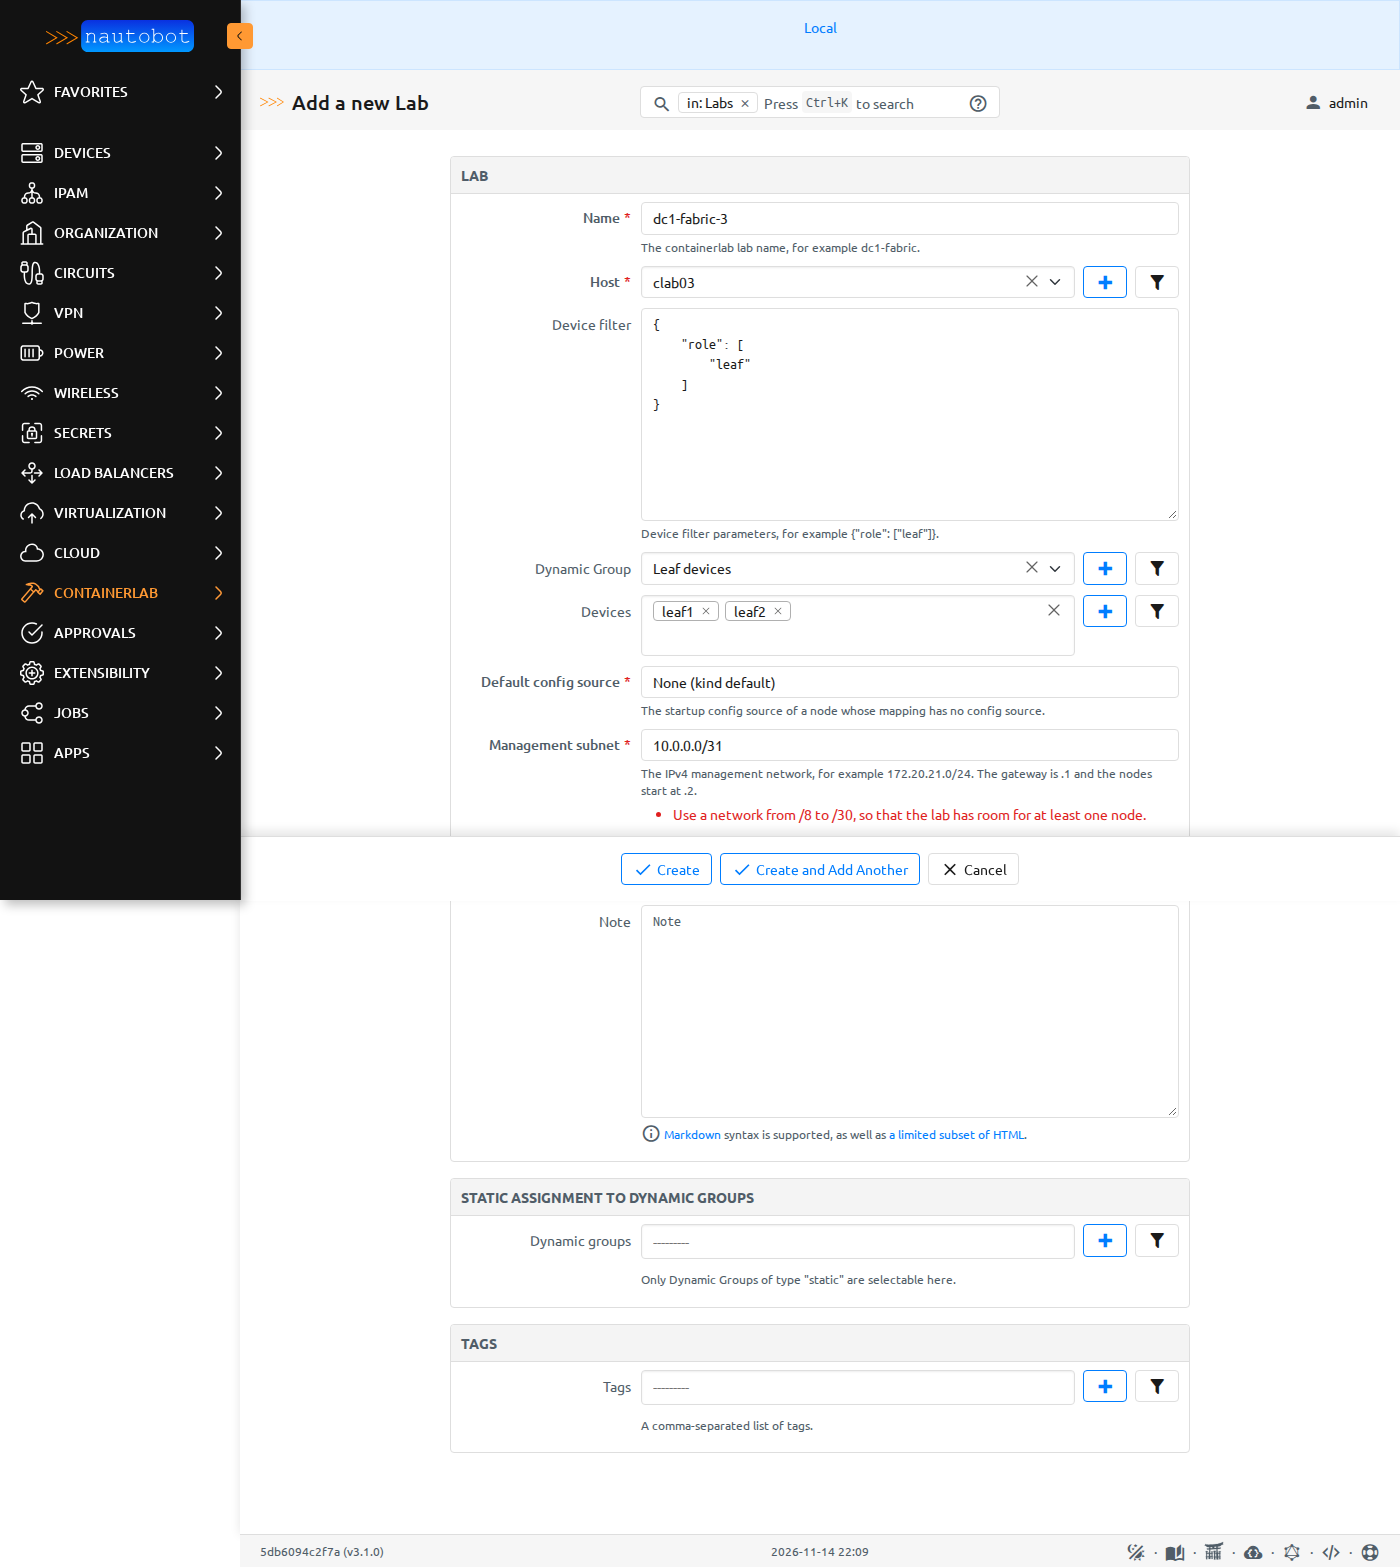 Local
nautobot
Add a new Lab
in: Labs × Press Ctrl+K to search
admin
FAVORITES
DEVICES
IPAM
ORGANIZATION
CIRCUITS
VPN
POWER
WIRELESS
SECRETS
LOAD BALANCERS
VIRTUALIZATION
CLOUD
CONTAINERLAB
APPROVALS
EXTENSIBILITY
JOBS
APPS
LAB
Name * dc1-fabric-3
The containerlab lab name, for example dc1-fabric.
Host * clab03
Device filter {
"role": [
"leaf"
]
}
Device filter parameters, for example {"role": ["leaf"]}.
Dynamic Group Leaf devices
Devices leaf1 × leaf2 ×
Default config source * None (kind default)
The startup config source of a node whose mapping has no config source.
Management subnet * 10.0.0.0/31
The IPv4 management network, for example 172.20.21.0/24. The gateway is .1 and the nodes
start at .2.
• Use a network from /8 to /30, so that the lab has room for at least one node.
Create Create and Add Another Cancel
Note Note
Markdown syntax is supported, as well as a limited subset of HTML.
STATIC ASSIGNMENT TO DYNAMIC GROUPS
Dynamic groups ---------
Only Dynamic Groups of type "static" are selectable here.
TAGS
Tags ---------
A comma-separated list of tags.
5db6094c2f7a (v3.1.0) 2026-11-14 22:09